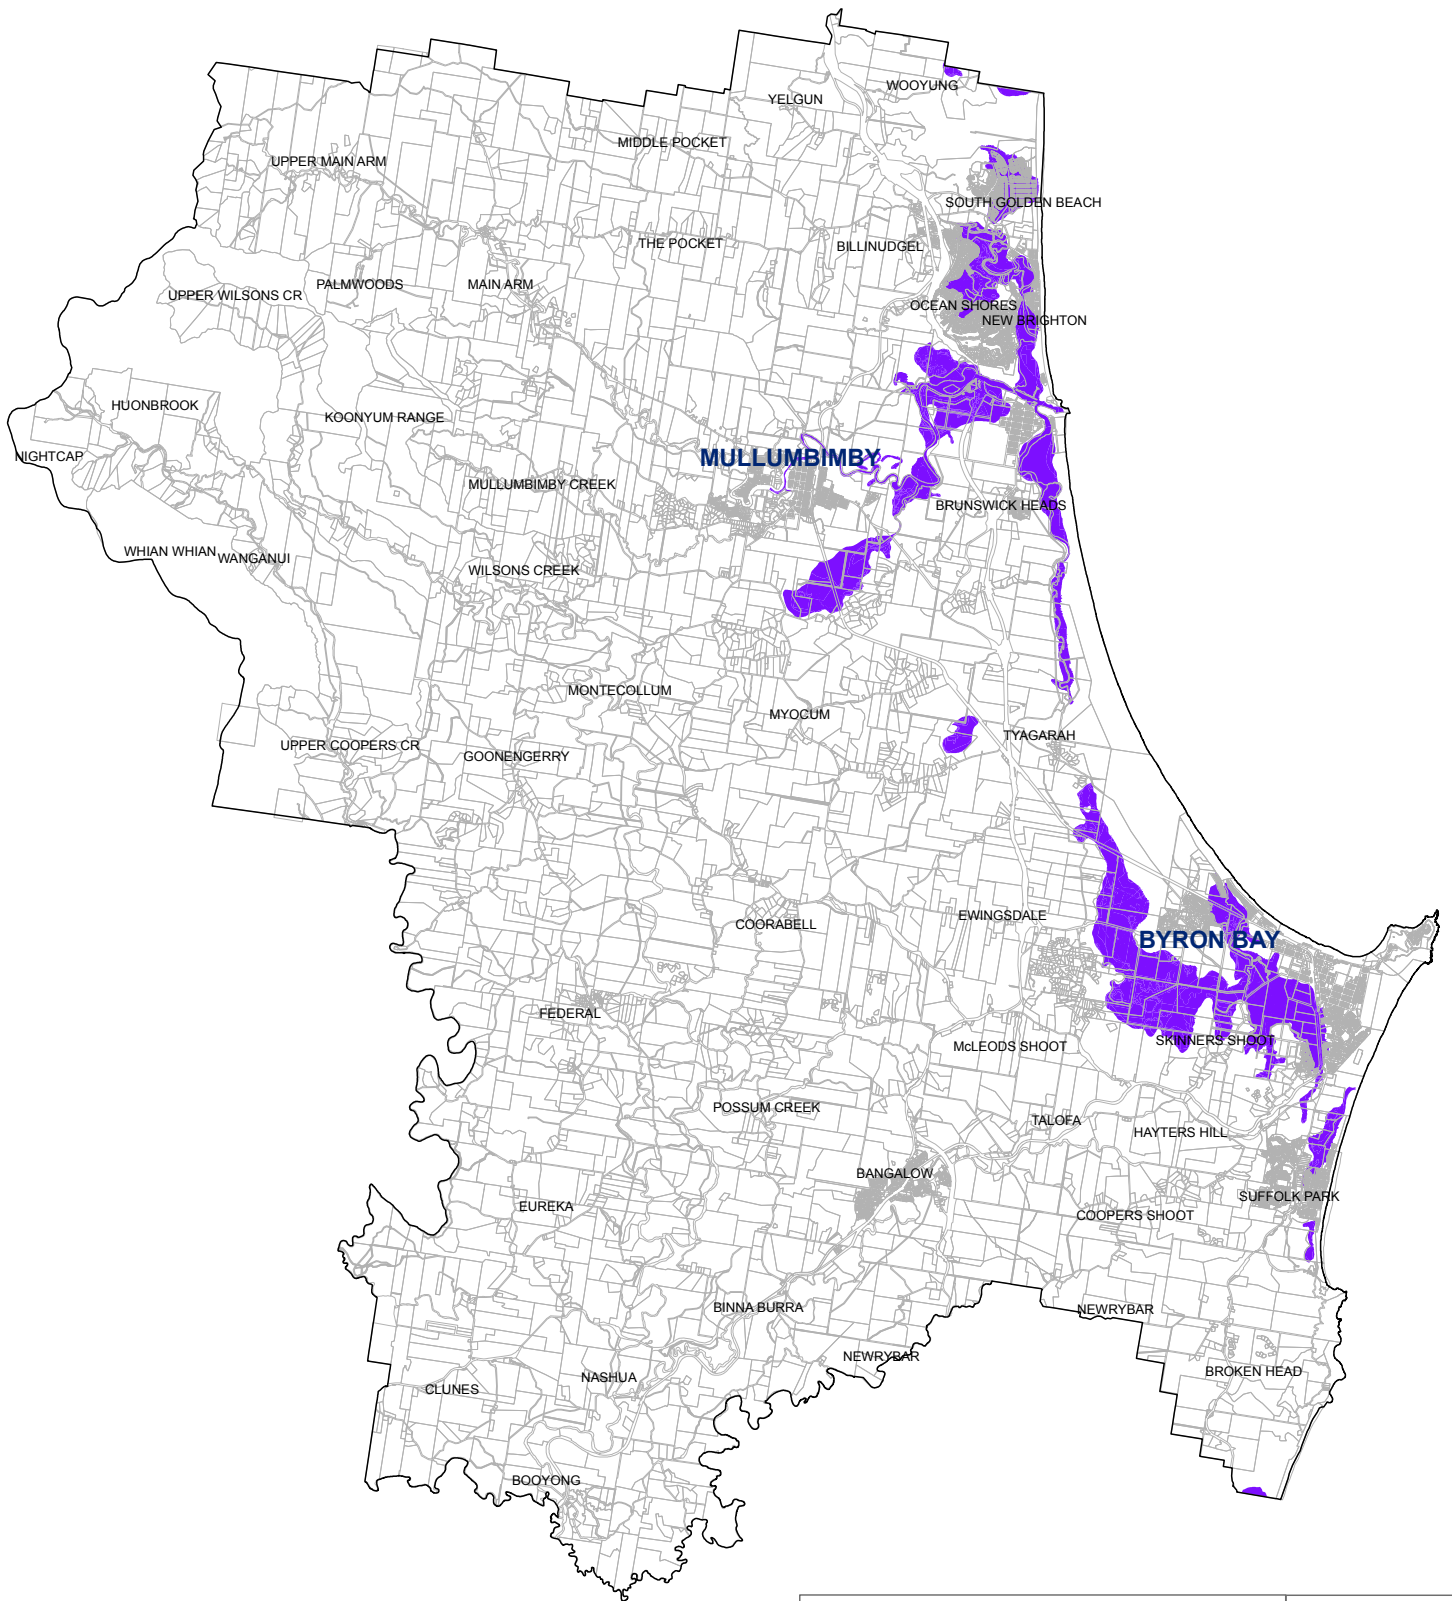 WOOYUNG
YELGUN
MIDDLE POCKET
UPPER MAIN ARM
SOUTH GOLDEN BEACH
THE POCKET
BILLINUDGEL
PALMWOODS
MAIN ARM
UPPER WILSONS CR
OCEAN SHORES
NEW BRIGHTON
HUONBROOK
KOONYUM RANGE
NIGHTCAP
MULLUMBIMBY
MULLUMBIMBY CREEK
BRUNSWICK HEADS
WHIAN WHIAN
WANGANUI
WILSONS CREEK
MONTECOLLUM
MYOCUM
TYAGARAH
UPPER COOPERS CR
GOONENGERRY
COORABELL
EWINGSDALE
BYRON BAY
FEDERAL
McLEODS SHOOT
SKINNERS SHOOT
POSSUM CREEK
TALOFA
HAYTERS HILL
BANGALOW
EUREKA
SUFFOLK PARK
COOPERS SHOOT
BINNA BURRA
NEWRYBAR
NEWRYBAR
BROKEN HEAD
NASHUA
CLUNES
BOOYONG